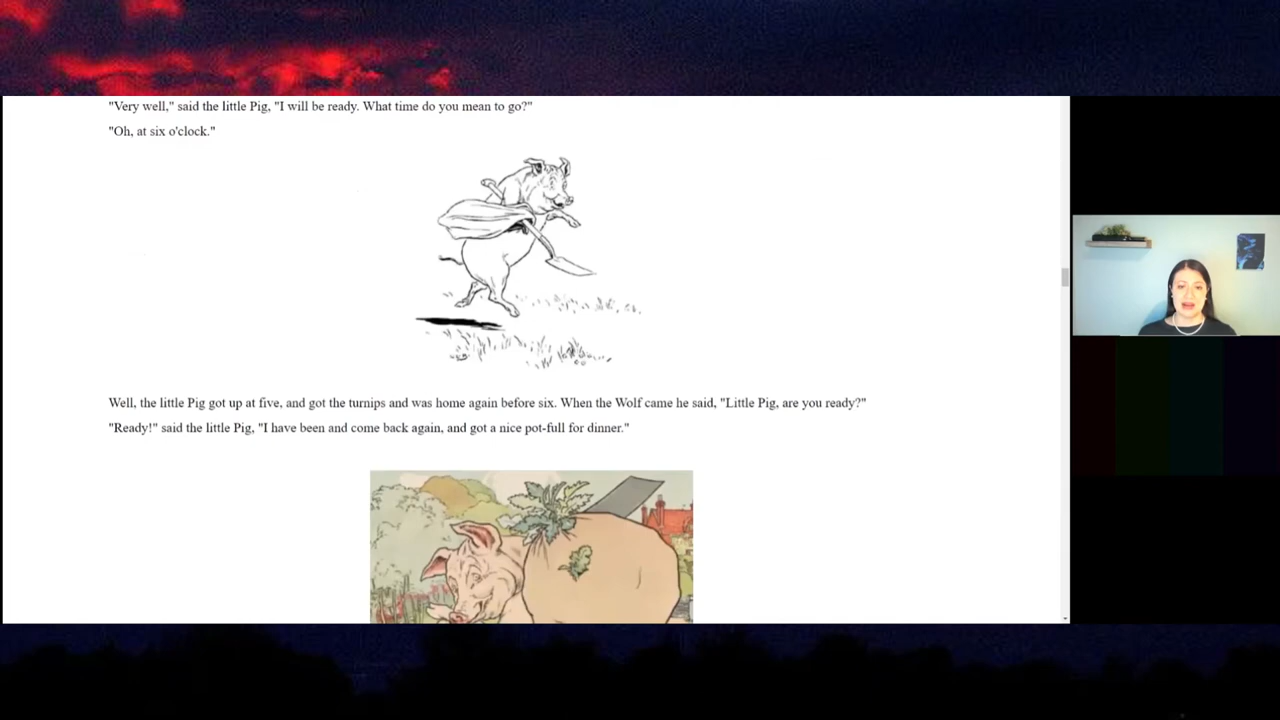 "Very well," said the little Pig, "I will be ready. What time do you mean to go?"
"Oh, at six o'clock."
Well, the little Pig got up at five, and got the turnips and was home again before six. When the Wolf came he said, "Little Pig, are you ready?"
"Ready!" said the little Pig, "I have been and come back again, and got a nice pot-full for dinner."